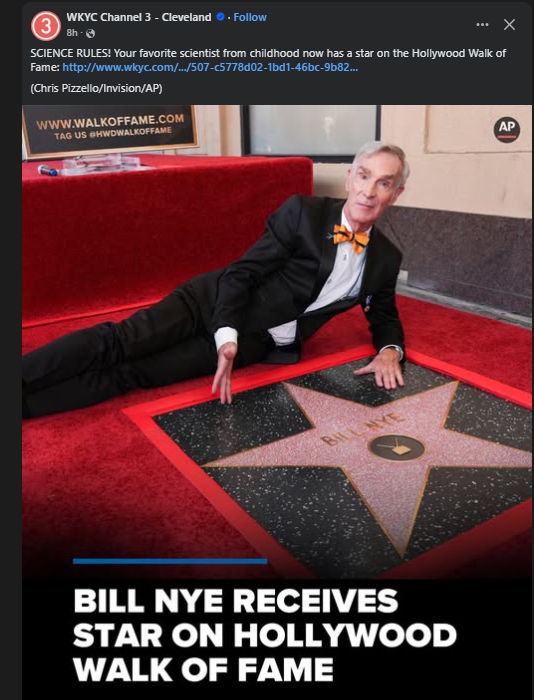 3
WKYC Channel 3 - Cleveland · Follow
8h ·
SCIENCE RULES! Your favorite scientist from childhood now has a star on the Hollywood Walk of
Fame: http://www.wkyc.com/.../507-c5778d02-1bd1-46bc-9b82...
(Chris Pizzello/Invision/AP)
WWW.WALKOFFAME.COM
TAG US @HWDWALKOFFAME
AP
BILL NYE
BILL NYE RECEIVES
STAR ON HOLLYWOOD
WALK OF FAME